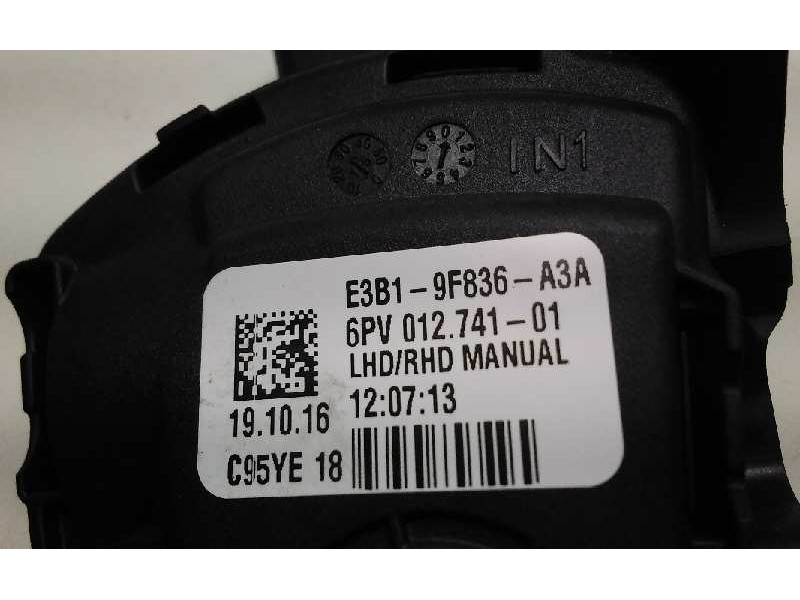 IN1
E3B1-9F836-A3A
6PV 012.741-01
LHD/RHD MANUAL
19.10.16 12:07:13
C95YE 18